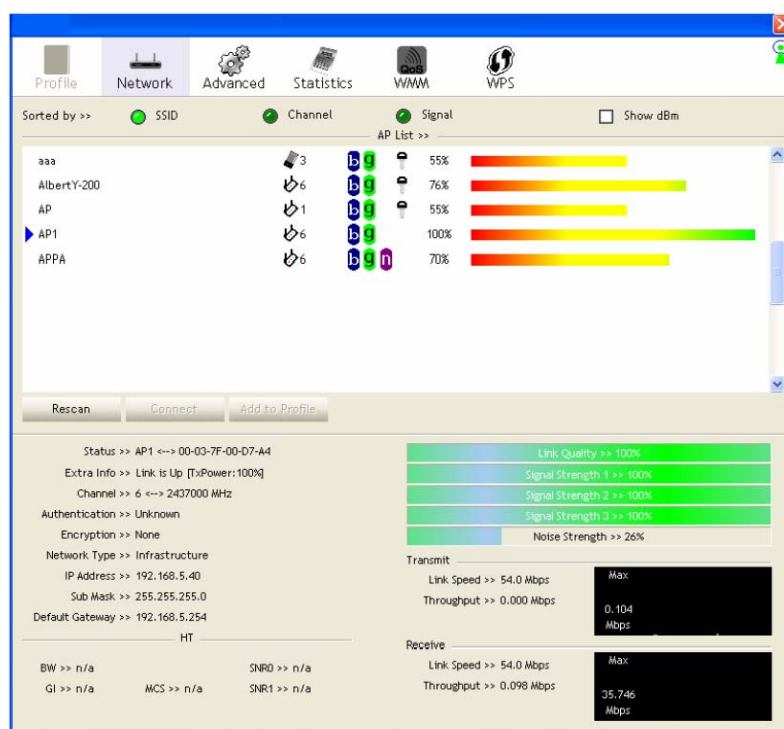 Profile Network Advanced Statistics QoS WMM WPS
Sorted by >> SSID Channel Signal Show dBm
AP List >>
aaa 3 b g 55%
AlbertY-200 6 b g 76%
AP 1 b g 55%
AP1 6 b g 100%
APPA 6 b g n 70%
Rescan Connect Add to Profile
Status >> AP1 <--> 00-03-7F-00-D7-A4
Extra Info >> Link is Up [TxPower:100%]
Channel >> 6 <--> 2437000 MHz
Authentication >> Unknown
Encryption >> None
Network Type >> Infrastructure
IP Address >> 192.168.5.40
Sub Mask >> 255.255.255.0
Default Gateway >> 192.168.5.254
HT
BW >> n/a SNR0 >> n/a
GI >> n/a MCS >> n/a SNR1 >> n/a
Link Quality >> 100%
Signal Strength 1 >> 100%
Signal Strength 2 >> 100%
Signal Strength 3 >> 100%
Noise Strength >> 26%
Transmit
Link Speed >> 54.0 Mbps
Throughput >> 0.000 Mbps
Max
0.104
Mbps
Receive
Link Speed >> 54.0 Mbps
Throughput >> 0.098 Mbps
Max
35.746
Mbps